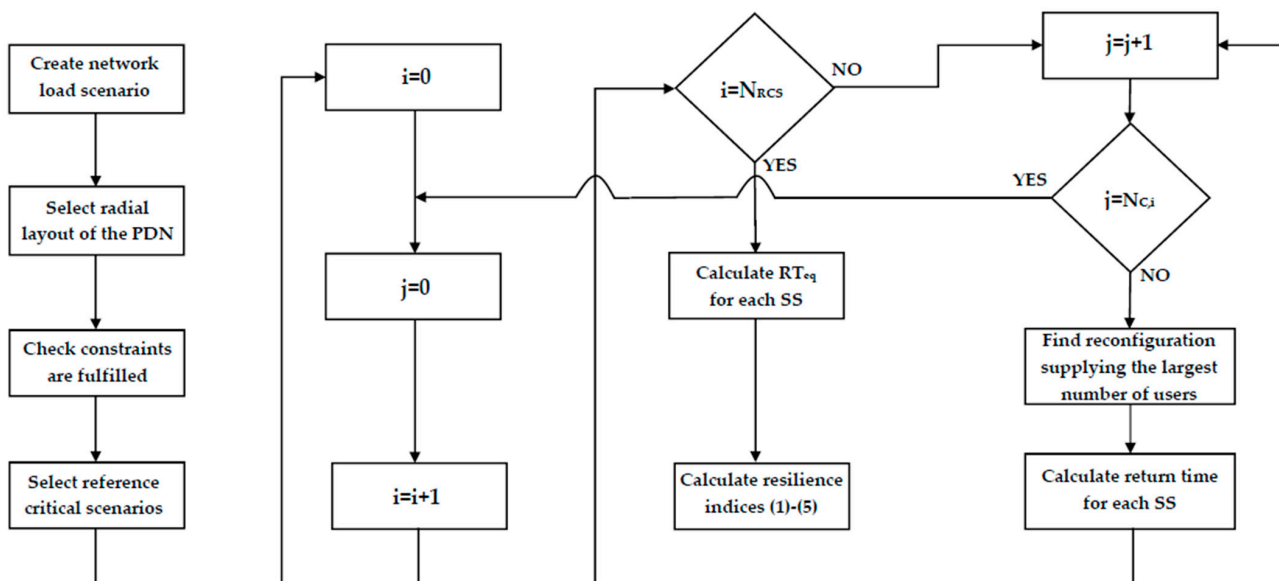 Create network
load scenario
Select radial
layout of the PDN
Check constraints
are fulfilled
Select reference
critical scenarios
i=0
j=0
i=i+1
i=NRCS
NO
YES
Calculate RTeq
for each SS
Calculate resilience
indices (1)-(5)
j=j+1
YES
j=NC,i
NO
Find reconfiguration
supplying the largest
number of users
Calculate return time
for each SS